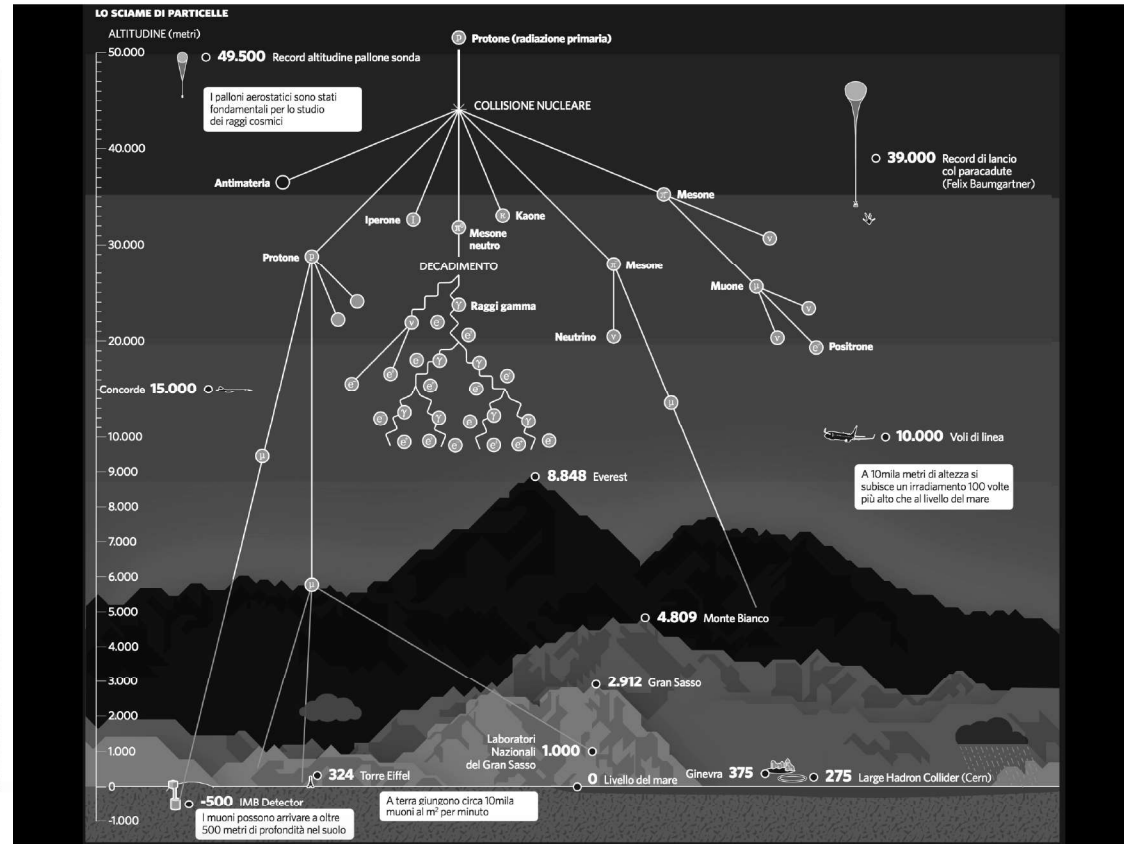 LO SCIAME DI PARTICELLE
ALTITUDINE (metri)
50.000
40.000
30.000
20.000
10.000
9.000
8.000
7.000
6.000
5.000
4.000
3.000
2.000
1.000
0
-1.000
Protone (radiazione primaria)
p
49.500 Record altitudine pallone sonda
I palloni aerostatici sono stati
fondamentali per lo studio
dei raggi cosmici
COLLISIONE NUCLEARE
39.000 Record di lancio
col paracadute
(Felix Baumgartner)
Antimateria
Iperone
Kaone
κ
Mesone
neutro
Mesone
ν
Protone
p
DECADIMENTO
Mesone
Muone
μ
Raggi gamma
γ
Neutrino
ν
Positrone
Concorde 15.000
μ
10.000 Voli di linea
A 10mila metri di altezza si
subisce un irradiamento 100 volte
più alto che al livello del mare
μ
8.848 Everest
μ
4.809 Monte Bianco
2.912 Gran Sasso
Laboratori
Nazionali 1.000
del Gran Sasso
324 Torre Eiffel
0 Livello del mare
Ginevra 375
275 Large Hadron Collider (Cern)
-500 IMB Detector
I muoni possono arrivare a oltre
500 metri di profondità nel suolo
A terra giungono circa 10mila
muoni al m² per minuto